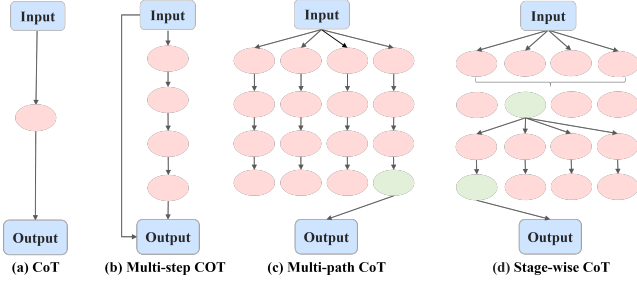 Input
Input
Input
Input
Output
Output
Output
Output
(a) CoT
(b) Multi-step COT
(c) Multi-path CoT
(d) Stage-wise CoT